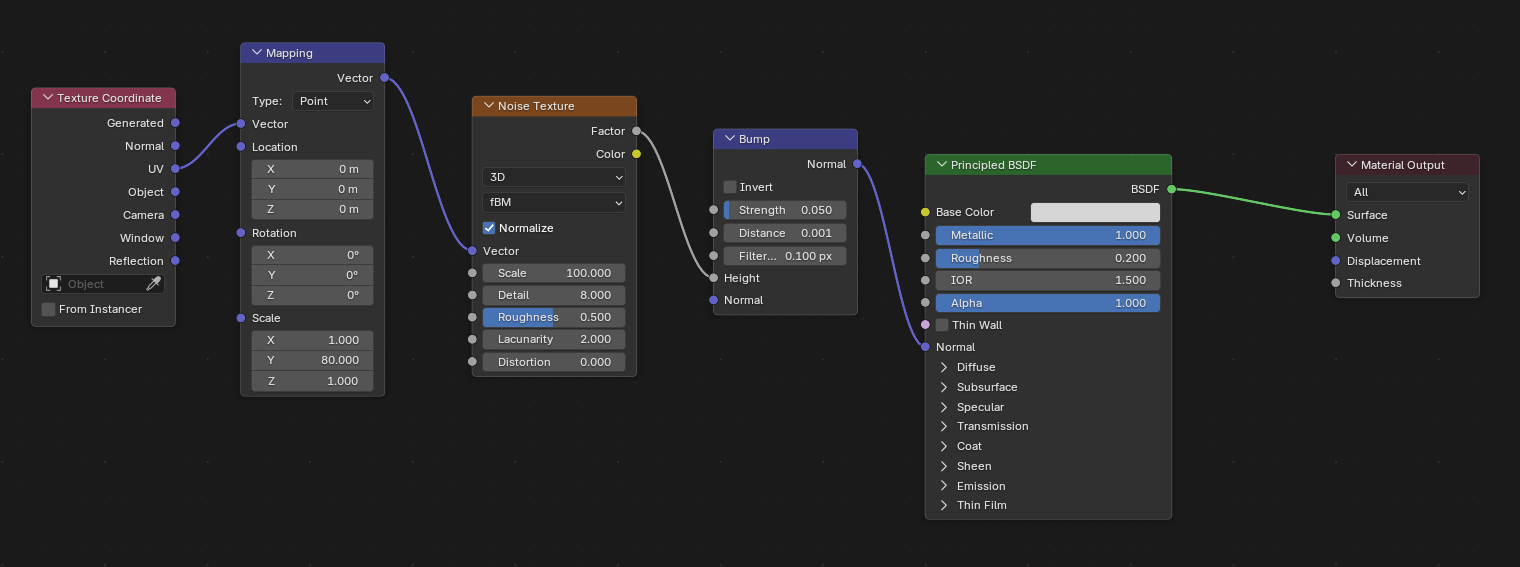 Texture Coordinate
Generated
Normal
UV
Object
Camera
Window
Reflection
Object
From Instancer
Mapping
Vector
Type: Point
Vector
Location
X 0 m
Y 0 m
Z 0 m
Rotation
X 0°
Y 0°
Z 0°
Scale
X 1.000
Y 80.000
Z 1.000
Noise Texture
Factor
Color
3D
fBM
Normalize
Vector
Scale 100.000
Detail 8.000
Roughness 0.500
Lacunarity 2.000
Distortion 0.000
Bump
Normal
Invert
Strength 0.050
Distance 0.001
Filter... 0.100 px
Height
Normal
Principled BSDF
BSDF
Base Color
Metallic 1.000
Roughness 0.200
IOR 1.500
Alpha 1.000
Thin Wall
Normal
Diffuse
Subsurface
Specular
Transmission
Coat
Sheen
Emission
Thin Film
Material Output
All
Surface
Volume
Displacement
Thickness